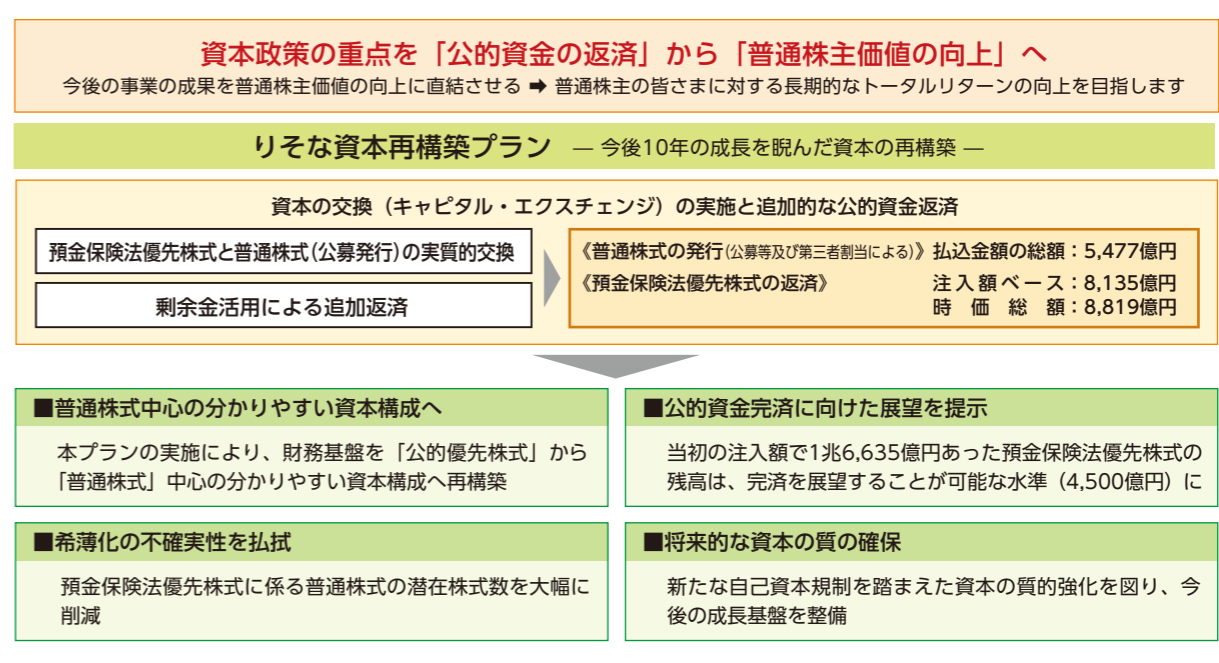 資本政策の重点を「公的資金の返済」から「普通株主価値の向上」へ
今後の事業の成果を普通株主価値の向上に直結させる ➡ 普通株主の皆さまに対する長期的なトータルリターンの向上を目指します
りそな資本再構築プラン ― 今後10年の成長を睨んだ資本の再構築 ―
資本の交換（キャピタル・エクスチェンジ）の実施と追加的な公的資金返済
預金保険法優先株式と普通株式(公募発行)の実質的交換
剰余金活用による追加返済
《普通株式の発行(公募等及び第三者割当による)》払込金額の総額：5,477億円
《預金保険法優先株式の返済》 注入額ベース：8,135億円
時価総額：8,819億円
■普通株式中心の分かりやすい資本構成へ
本プランの実施により、財務基盤を「公的優先株式」から
「普通株式」中心の分かりやすい資本構成へ再構築
■公的資金完済に向けた展望を提示
当初の注入額で1兆6,635億円あった預金保険法優先株式の
残高は、完済を展望することが可能な水準（4,500億円）に
■希薄化の不確実性を払拭
預金保険法優先株式に係る普通株式の潜在株式数を大幅に
削減
■将来的な資本の質の確保
新たな自己資本規制を踏まえた資本の質的強化を図り、今
後の成長基盤を整備